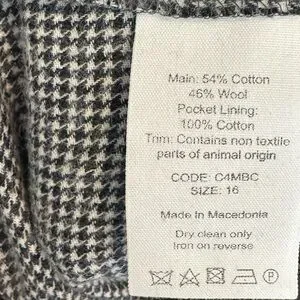 Main: 54% Cotton
46% Wool
Pocket Lining:
100% Cotton
Trim: Contains non textile
parts of animal origin
CODE: C4MBC
SIZE: 16
Made in Macedonia
Dry clean only
Iron on reverse
P